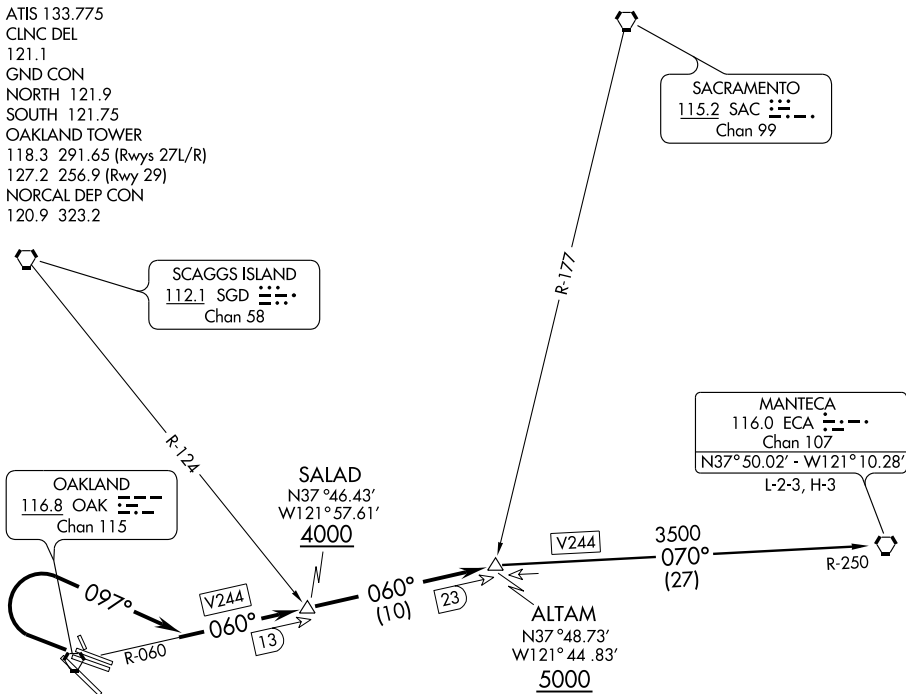 ATIS 133.775
CLNC DEL
121.1
GND CON
NORTH 121.9
SOUTH 121.75
OAKLAND TOWER
118.3 291.65 (Rwys 27L/R)
127.2 256.9 (Rwy 29)
NORCAL DEP CON
120.9 323.2
SACRAMENTO
115.2 SAC
Chan 99
R-177
SCAGGS ISLAND
112.1 SGD
Chan 58
R-124
MANTECA
116.0 ECA
Chan 107
N37°50.02' - W121°10.28'
L-2-3, H-3
OAKLAND
116.8 OAK
Chan 115
SALAD
N37°46.43'
W121°57.61'
4000
097°
R-060
V244
060°
13
060°
(10)
23
ALTAM
N37°48.73'
W121°44.83'
5000
V244
3500
070°
(27)
R-250